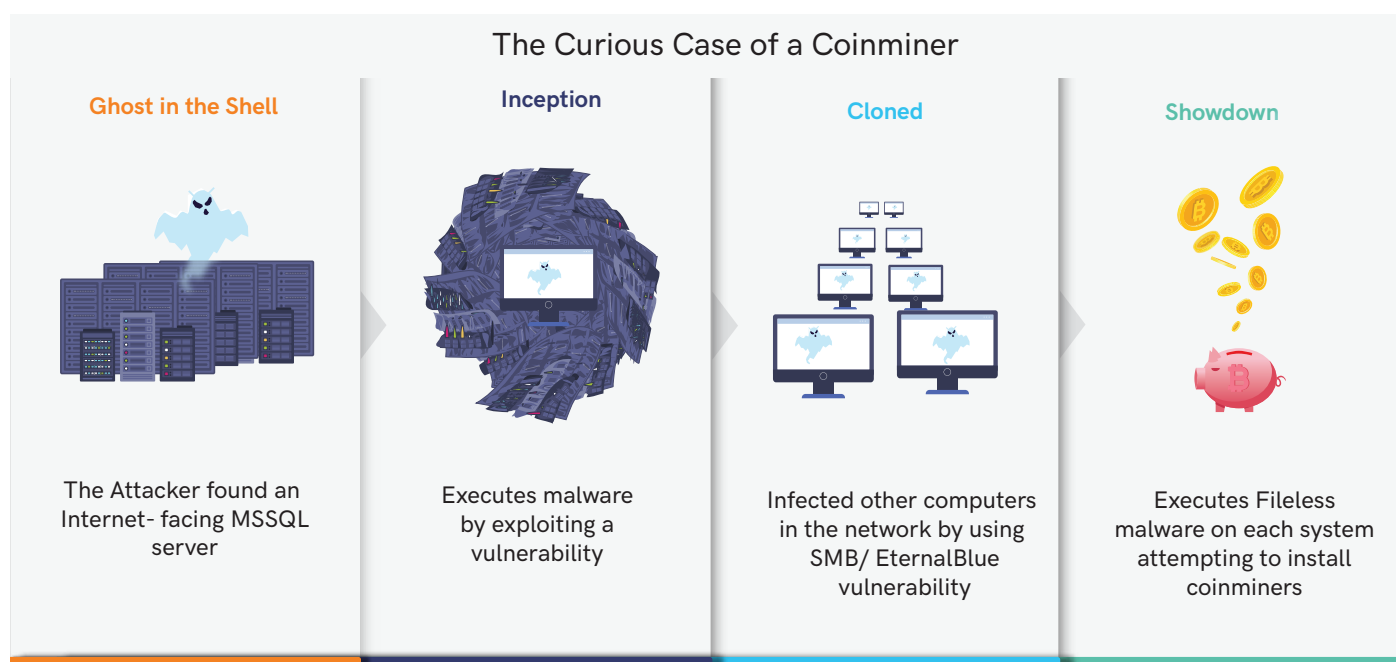 The Curious Case of a Coinminer
Ghost in the Shell
The Attacker found an
Internet- facing MSSQL
server
Inception
Executes malware
by exploiting a
vulnerability
Cloned
Infected other computers
in the network by using
SMB/ EternalBlue
vulnerability
Showdown
Executes Fileless
malware on each system
attempting to install
coinminers